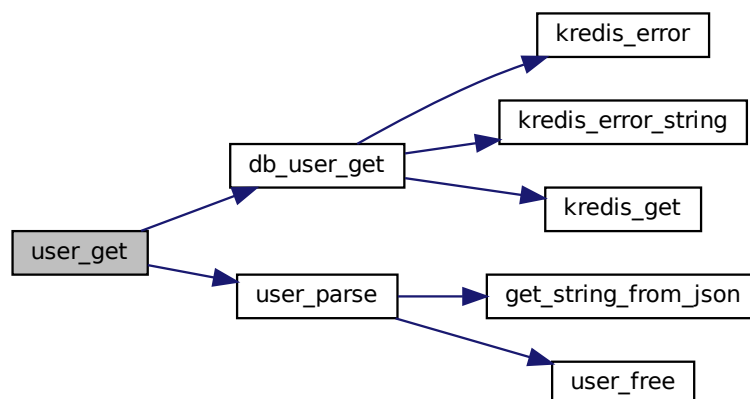 kredis_error
kredis_error_string
db_user_get
kredis_get
user_get
user_parse
get_string_from_json
user_free